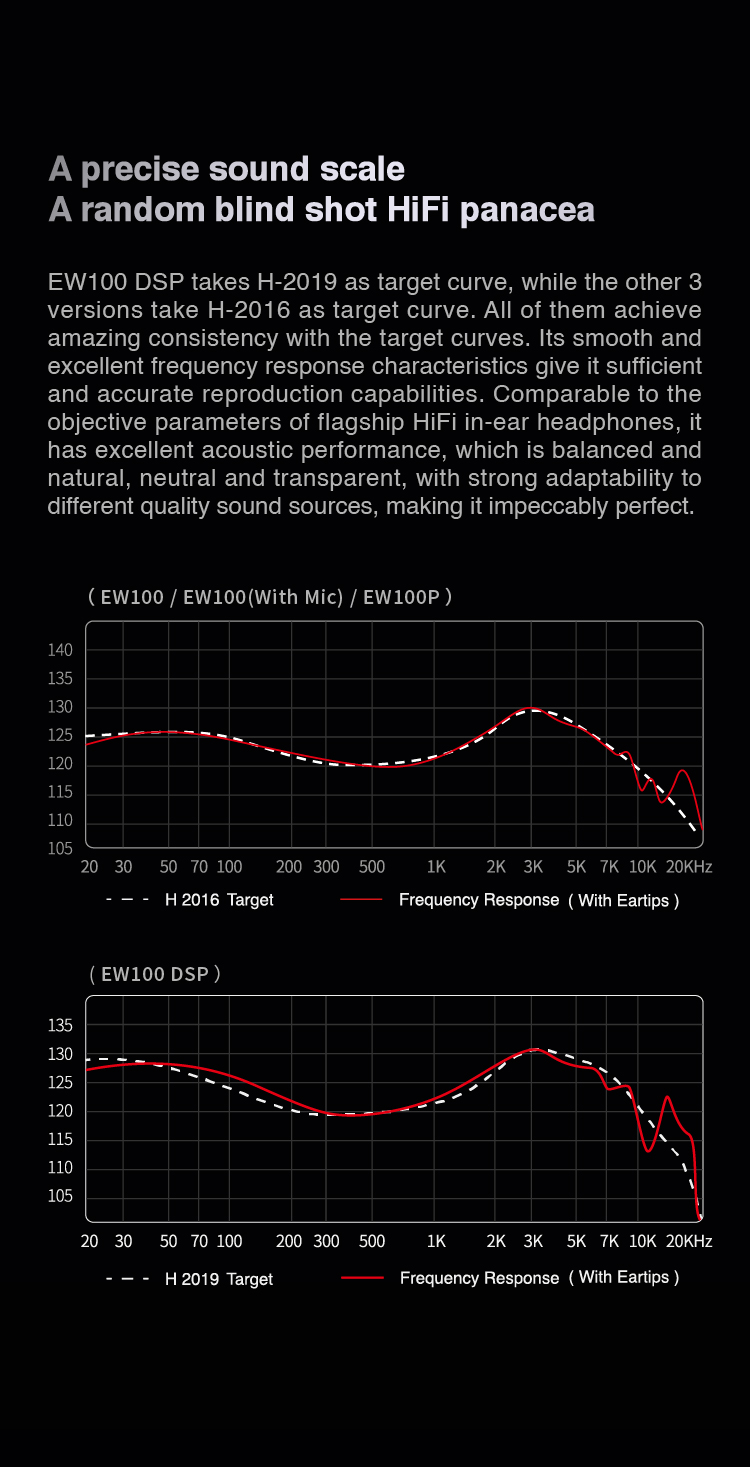 A precise sound scale
A random blind shot HiFi panacea
EW100 DSP takes H-2019 as target curve, while the other 3
versions take H-2016 as target curve. All of them achieve
amazing consistency with the target curves. Its smooth and
excellent frequency response characteristics give it sufficient
and accurate reproduction capabilities. Comparable to the
objective parameters of flagship HiFi in-ear headphones, it
has excellent acoustic performance, which is balanced and
natural, neutral and transparent, with strong adaptability to
different quality sound sources, making it impeccably perfect.
( EW100 / EW100(With Mic) / EW100P )
140
135
130
125
120
115
110
105
20 30 50 70 100 200 300 500 1K 2K 3K 5K 7K 10K 20KHz
H 2016 Target Frequency Response ( With Eartips )
( EW100 DSP )
135
130
125
120
115
110
105
20 30 50 70 100 200 300 500 1K 2K 3K 5K 7K 10K 20KHz
H 2019 Target Frequency Response ( With Eartips )